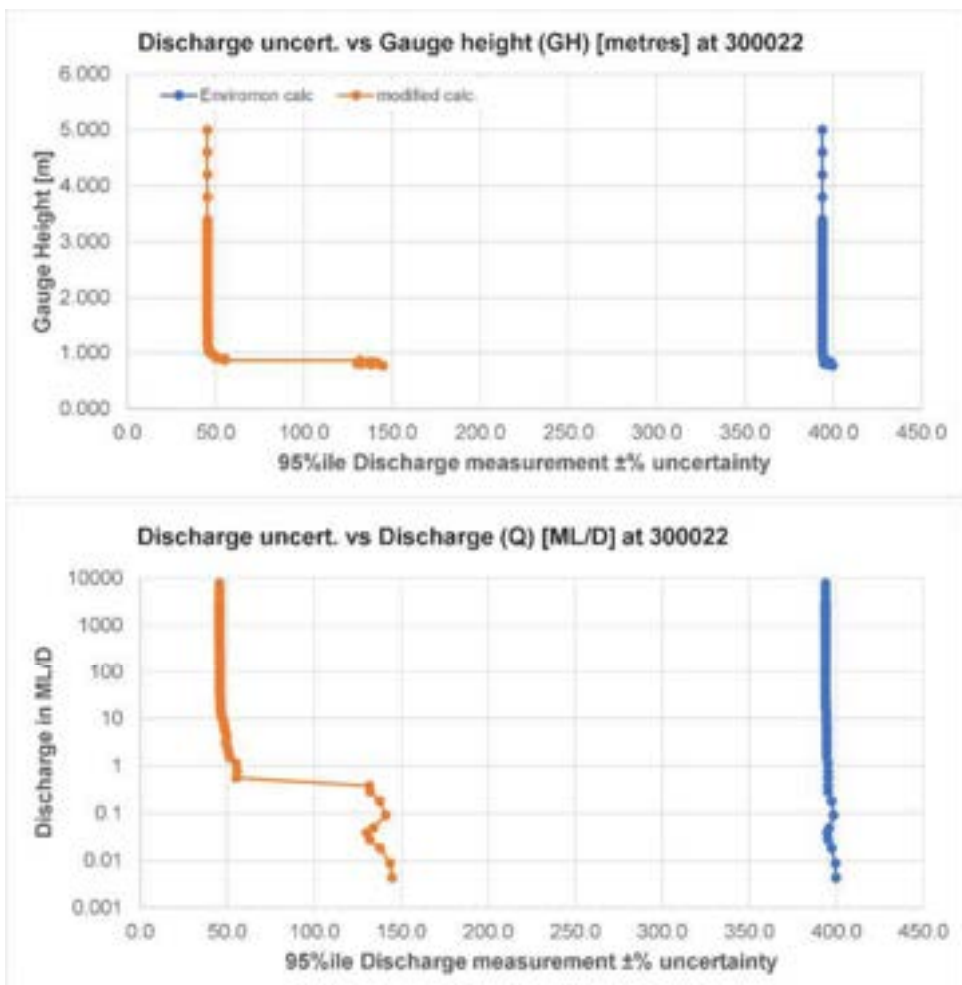 Discharge uncert. vs Gauge height (GH) [metres] at 300022
6.000
Enviromon calc
modified calc
5.000
4.000
3.000
2.000
1.000
0.000
Gauge Height [m]
0.0 50.0 100.0 150.0 200.0 250.0 300.0 350.0 400.0 450.0
95%ile Discharge measurement ±% uncertainty
Discharge uncert. vs Discharge (Q) [ML/D] at 300022
10000
1000
100
10
1
0.1
0.01
0.001
Discharge in ML/D
0.0 50.0 100.0 150.0 200.0 250.0 300.0 350.0 400.0 450.0
95%ile Discharge measurement ±% uncertainty